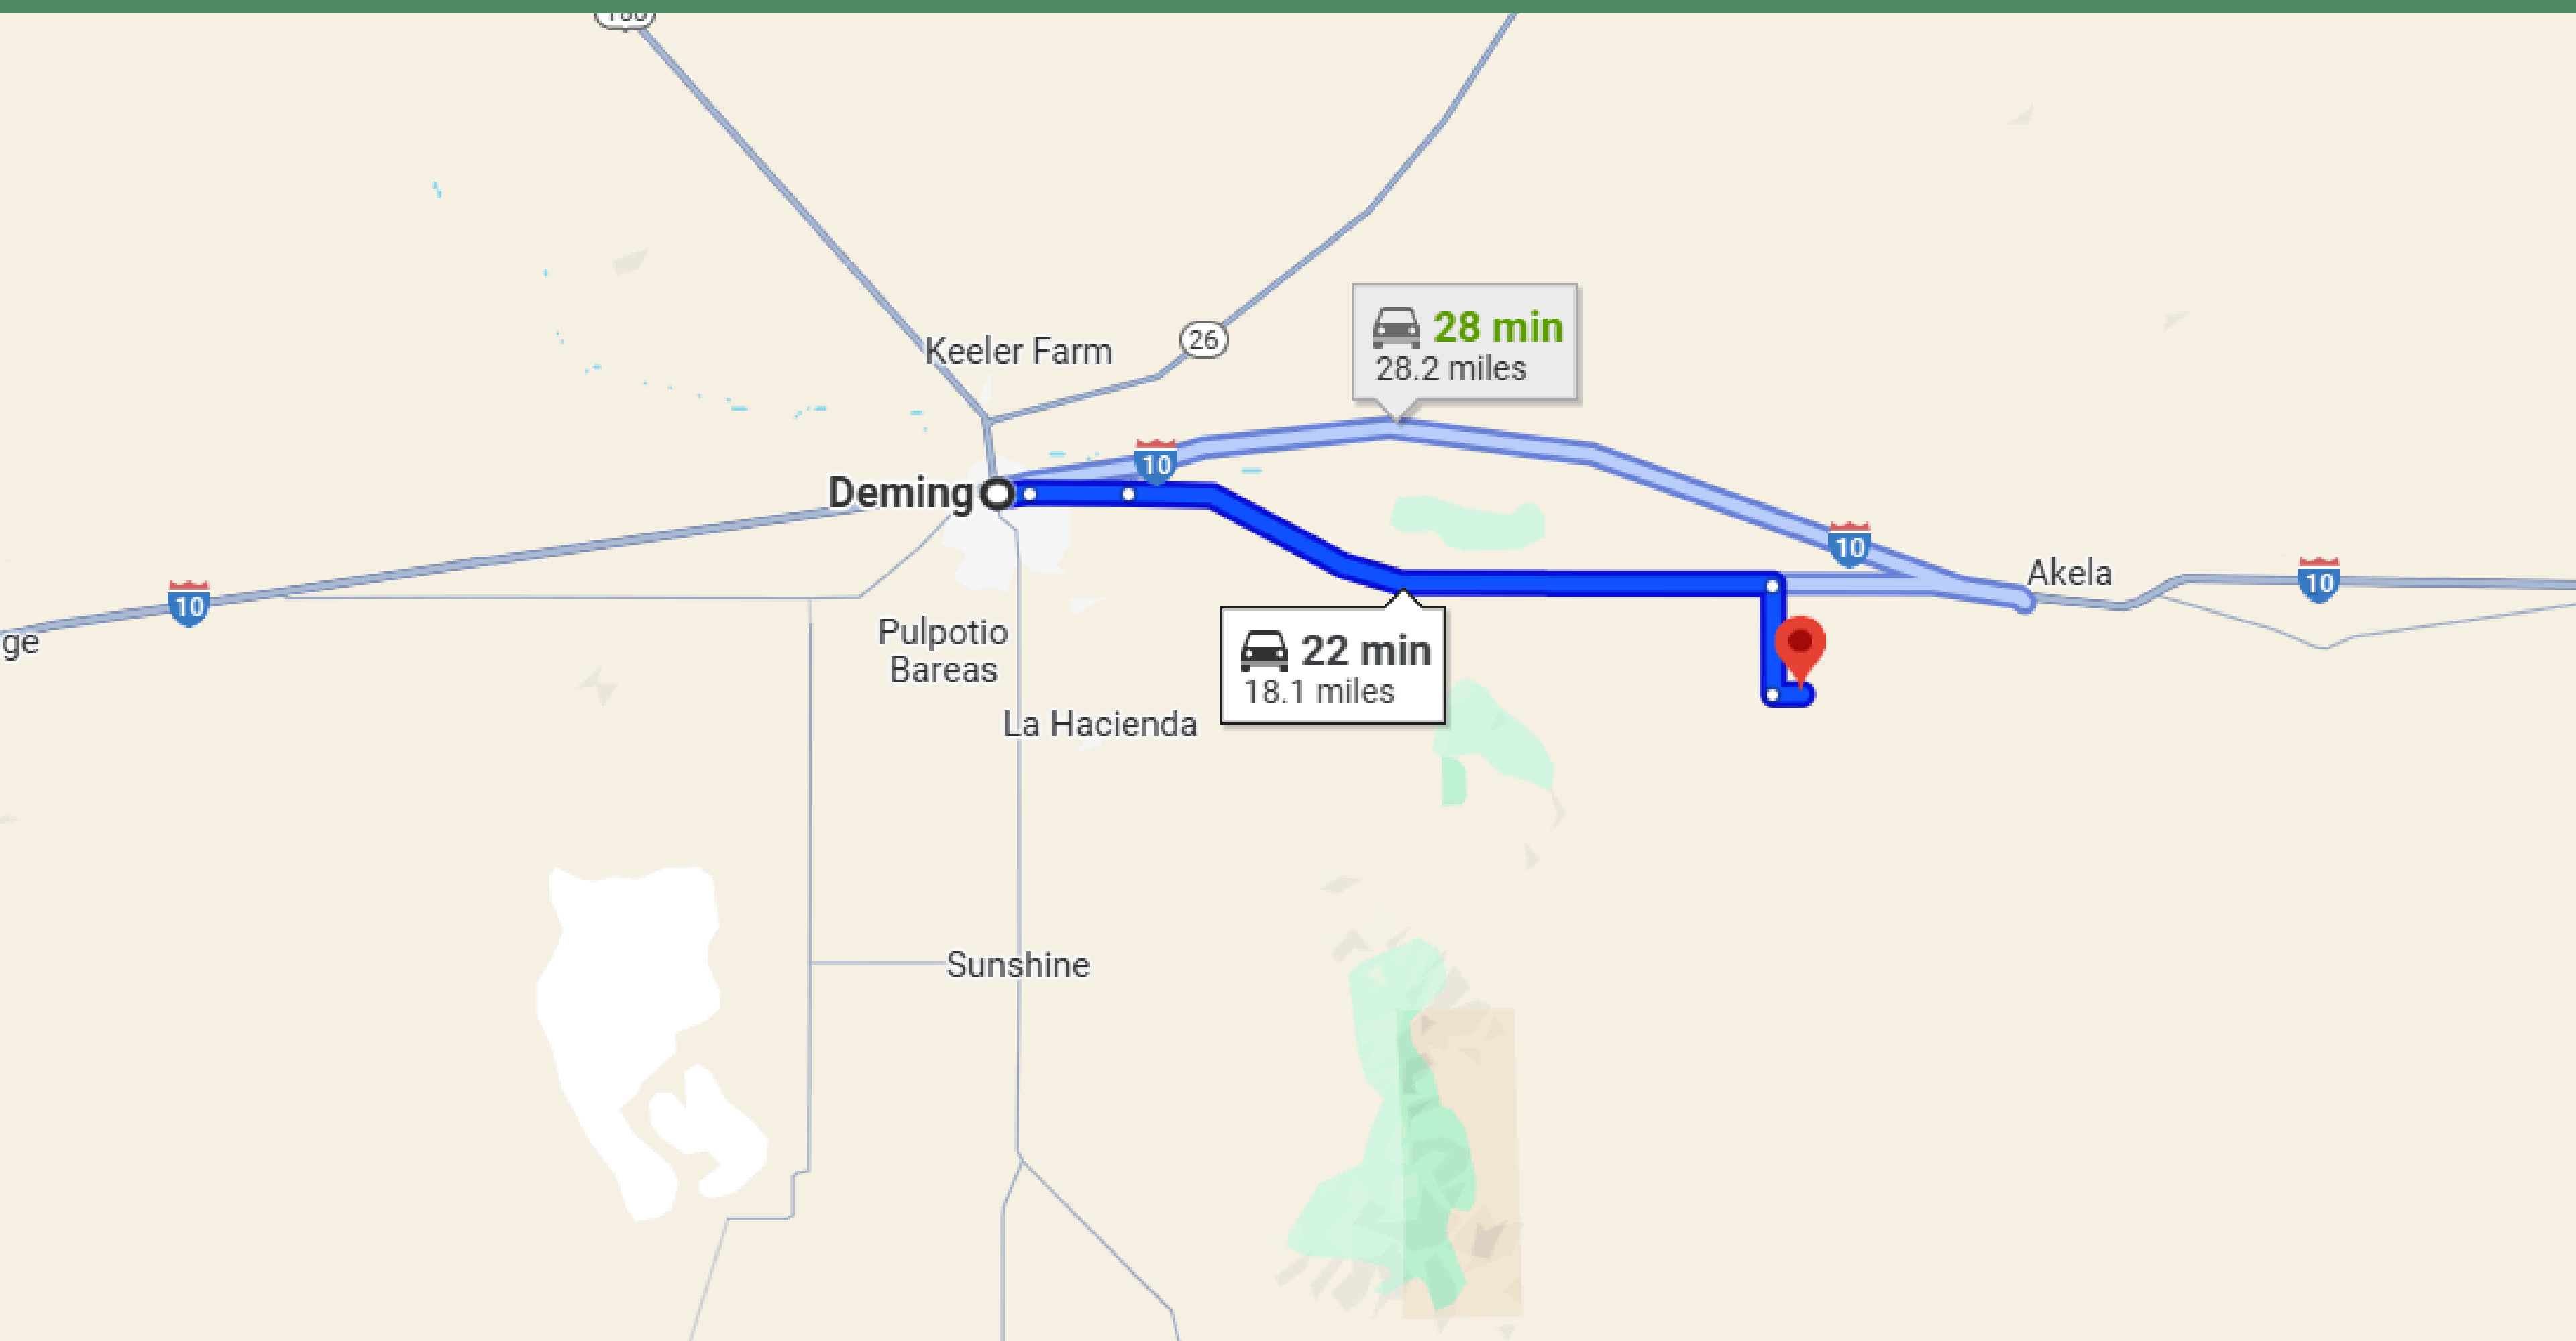 Keeler Farm
26
28 min
28.2 miles
10
Deming
10
Akela
10
10
ge
Pulpotio
Bareas
22 min
18.1 miles
La Hacienda
Sunshine